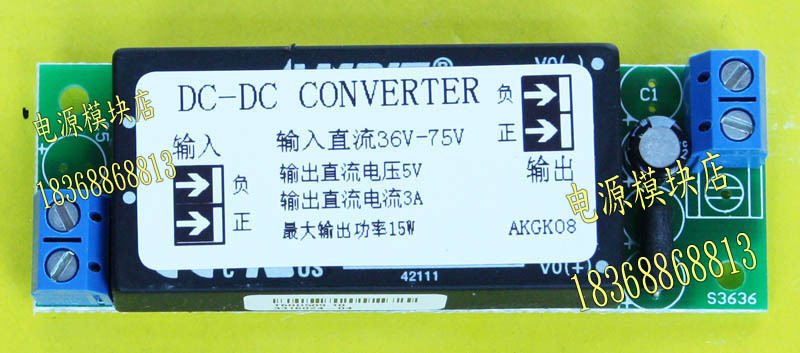 VO(-)
DC-DC CONVERTER
负
正
输入
输入直流36V-75V
输出直流电压5V
输出直流电流3A
最大输出功率15W
负
正
输出
AKGK08
C1
电源模块店
18368868813
电源模块店
18368868813
C
US
42111
VO(+)
S3636